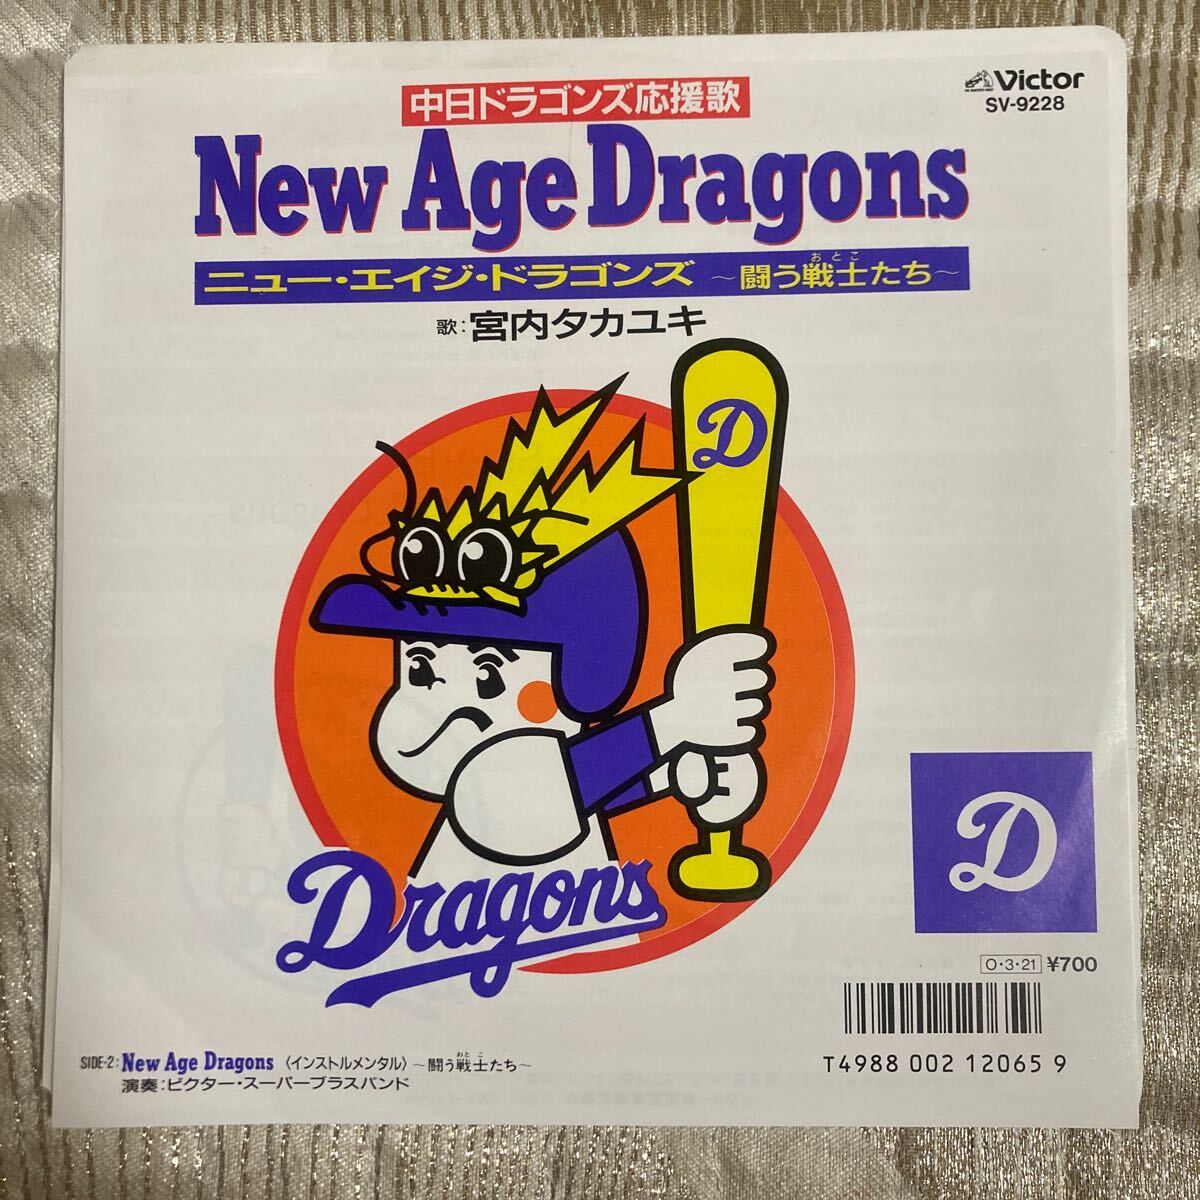 Victor
SV-9228
中日ドラゴンズ応援歌
New Age Dragons
おとこ
ニュー・エイジ・ドラゴンズ ～闘う戦士たち～
歌:宮内タカユキ
D
Dragons
D
O・3・21 ¥700
T4988 002 12065 9
おとこ
SIDE-2: New Age Dragons 〈インストルメンタル〉～闘う戦士たち～
演奏:ビクター・スーパーブラスバンド